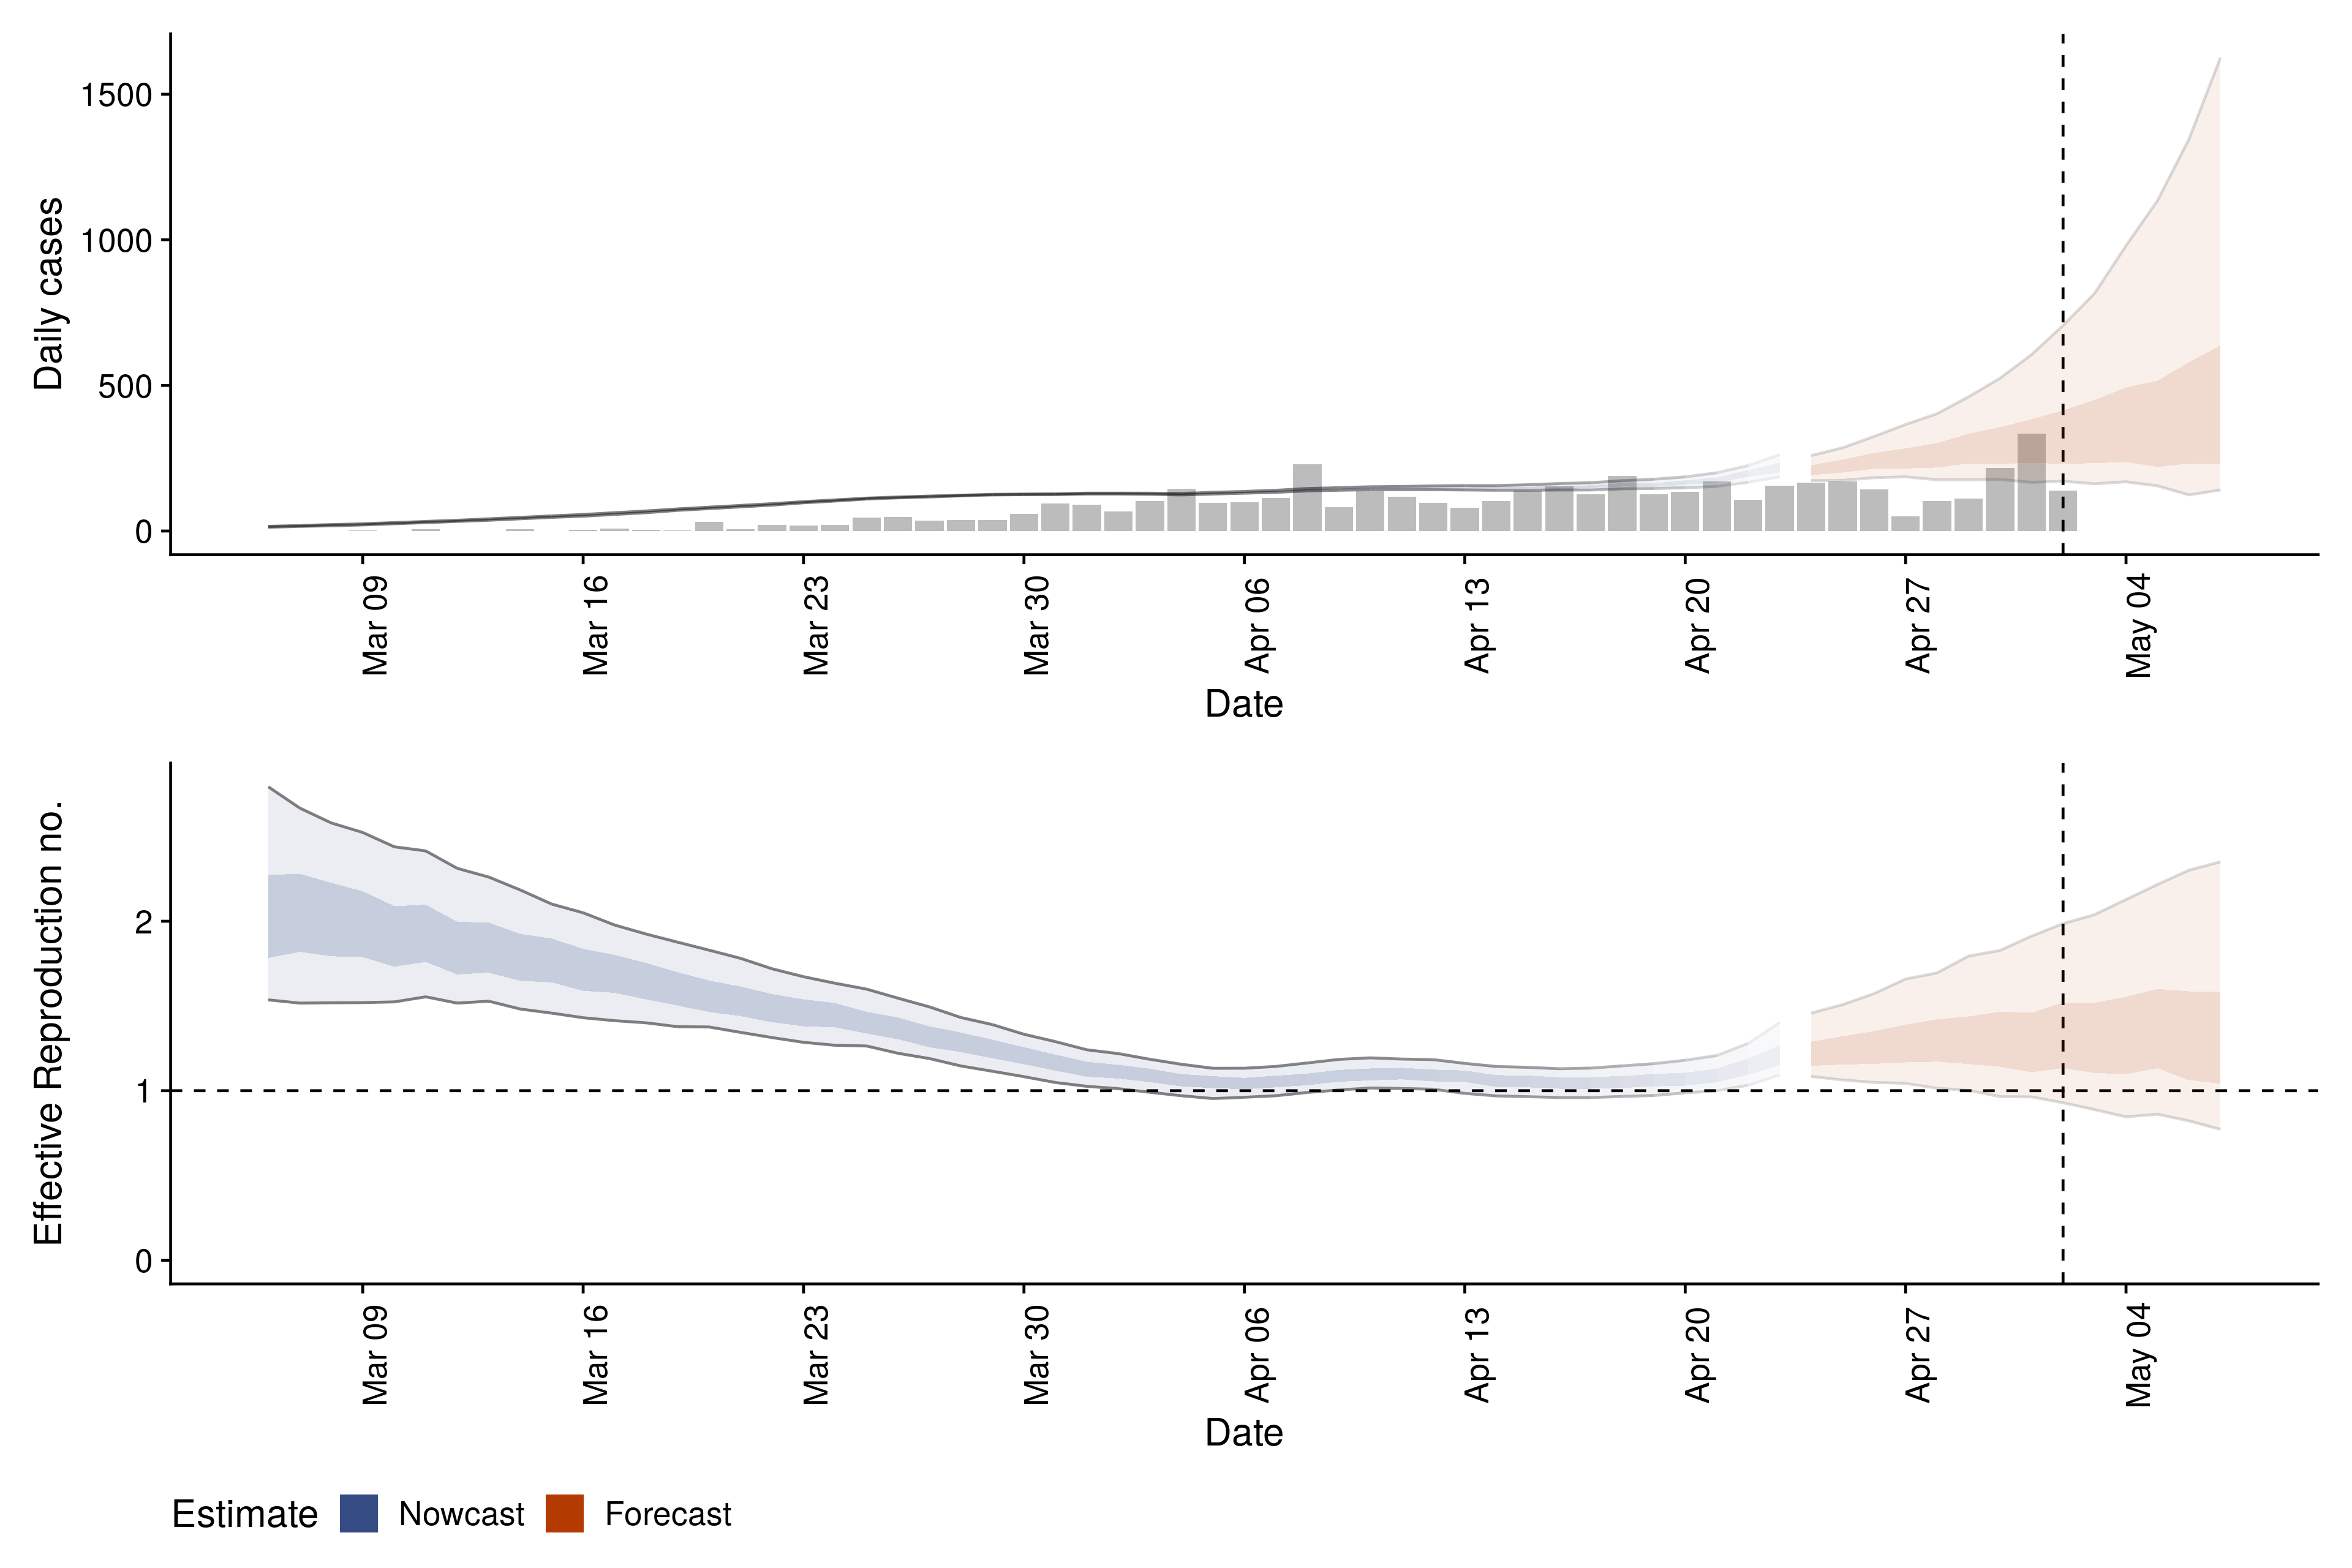 Daily cases
1500
1000
500
0
Mar 09
Mar 16
Mar 23
Mar 30
Apr 06
Apr 13
Apr 20
Apr 27
May 04
Date
Effective Reproduction no.
2
1
0
Mar 09
Mar 16
Mar 23
Mar 30
Apr 06
Apr 13
Apr 20
Apr 27
May 04
Date
Estimate Nowcast Forecast